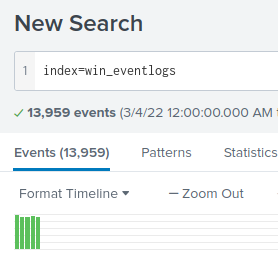 New Search
1 index=win_eventlogs
✓ 13,959 events (3/4/22 12:00:00.000 AM
Events (13,959) Patterns Statistics
Format Timeline ▾ — Zoom Out